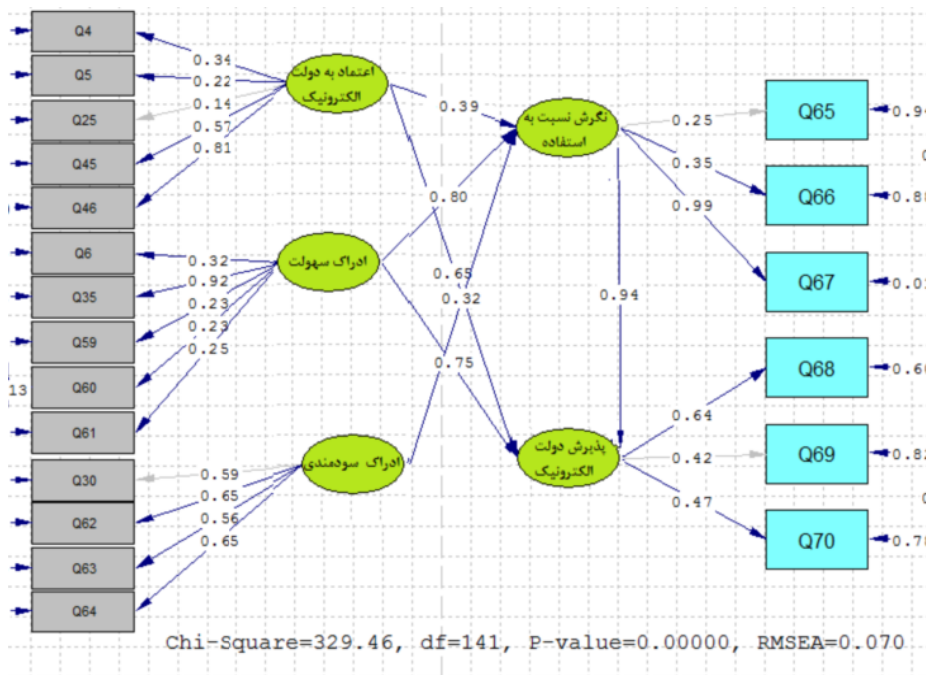 Q4
Q5
Q25
Q45
Q46
Q6
Q35
Q59
Q60
Q61
Q30
Q62
Q63
Q64
13
0.34
0.22
0.14
0.57
0.81
0.32
0.92
0.23
0.23
0.25
0.59
0.65
0.56
0.65
اعتماد به دولت
الکترونیک
ادراک سهولت
ادراک سودمندی
0.39
0.80
0.65
0.32
0.75
0.94
نگرش نسبت به
استفاده
پذیرش دولت
الکترونیک
0.25
0.35
0.99
0.64
0.42
0.47
Q65
Q66
Q67
Q68
Q69
Q70
Chi-Square=329.46, df=141, P-value=0.00000, RMSEA=0.070